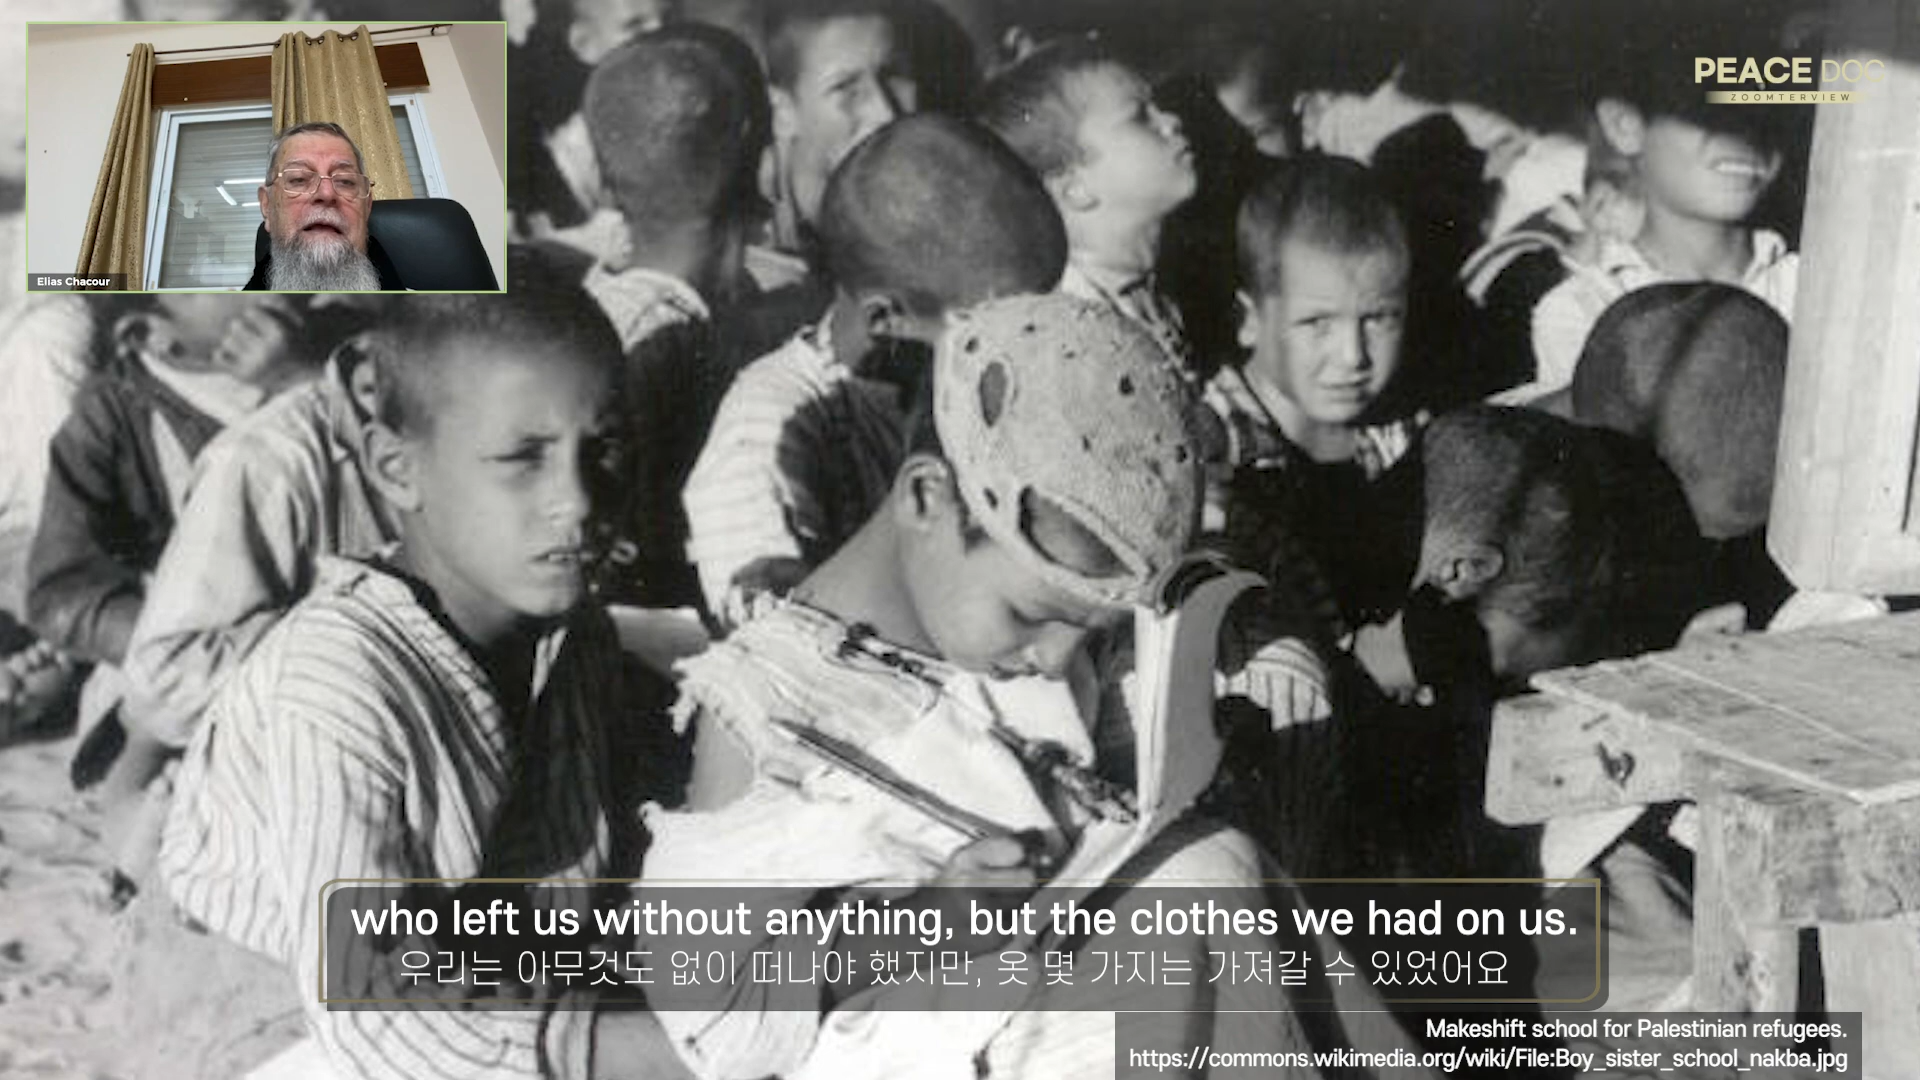 PEACE DOC
ZOOMTERVIEW
Elias Chacour
who left us without anything, but the clothes we had on us.
우리는 아무것도 없이 떠나야 했지만, 옷 몇 가지는 가져갈 수 있었어요
Makeshift school for Palestinian refugees.
https://commons.wikimedia.org/wiki/File:Boy_sister_school_nakba.jpg